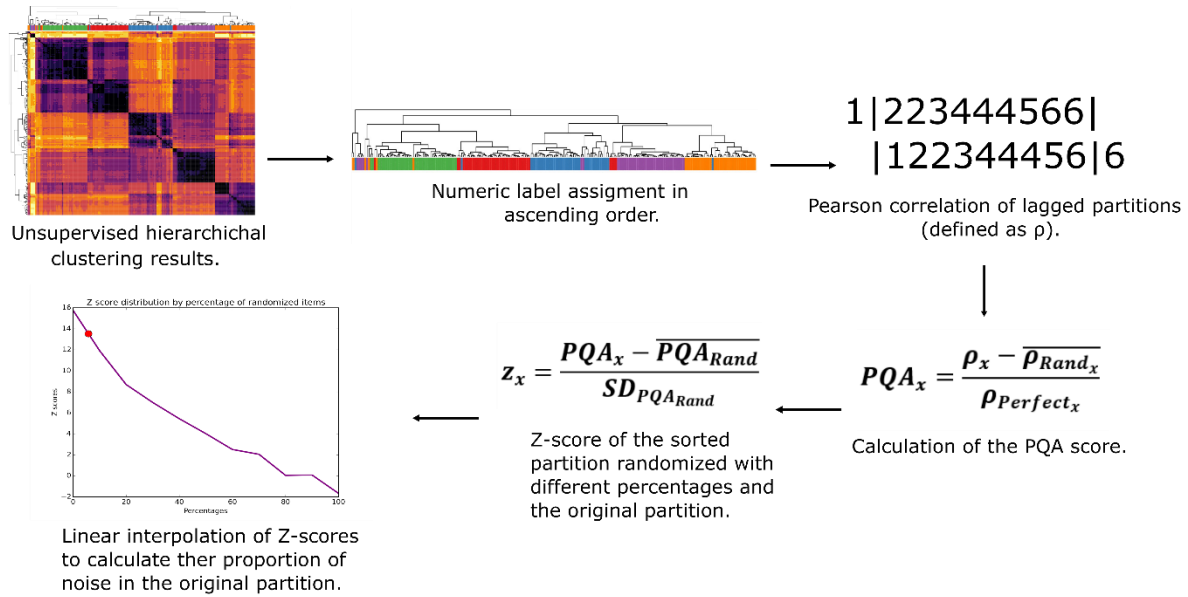 Unsupervised hierarchichal
clustering results.
Numeric label assigment in
ascending order.
1|223444566|
|122344456|6
Pearson correlation of lagged partitions
(defined as ρ).
PQA_x = (ρ_x − \overline{ρ_{Rand_x}}) / ρ_{Perfect_x}
Calculation of the PQA score.
z_x = (PQA_x − \overline{PQA_{Rand}}) / SD_{PQA_{Rand}}
Z-score of the sorted
partition randomized with
different percentages and
the original partition.
Z score distribution by percentage of randomized items
Z scores
16
14
12
10
8
6
4
2
0
−2
0
20
40
60
80
100
Percentages
Linear interpolation of Z-scores
to calculate ther proportion of
noise in the original partition.